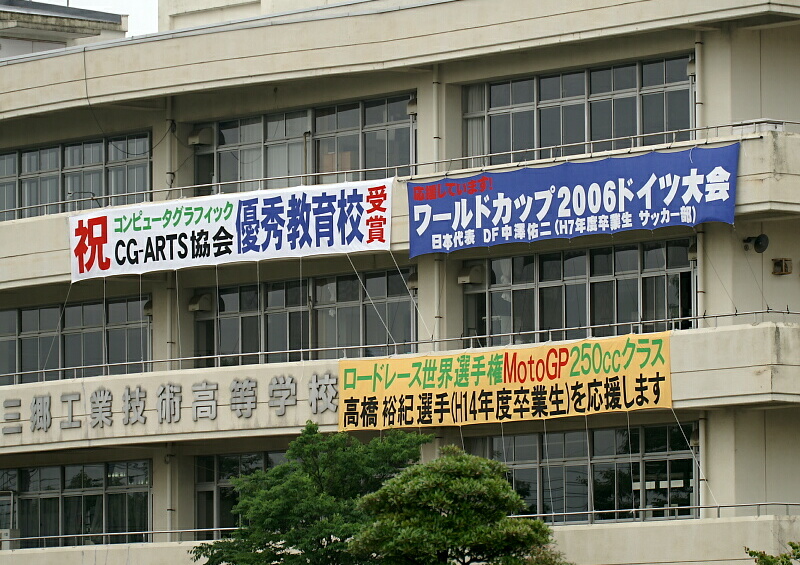 祝
コンピュータグラフィック
CG-ARTS協会
優秀教育校
受賞
応援しています!
ワールドカップ2006ドイツ大会
日本代表 DF 中澤佑二 (H7年度卒業生 サッカー部)
ロードレース世界選手権MotoGP250ccクラス
高橋 裕紀 選手(H14年度卒業生)を応援します
三郷工業技術高等学校